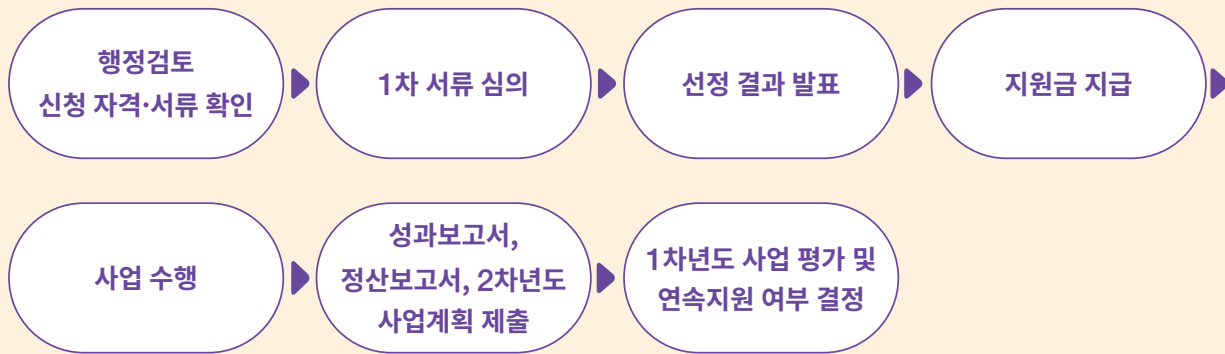 행정검토
신청 자격·서류 확인
1차 서류 심의
선정 결과 발표
지원금 지급
사업 수행
성과보고서,
정산보고서, 2차년도
사업계획 제출
1차년도 사업 평가 및
연속지원 여부 결정